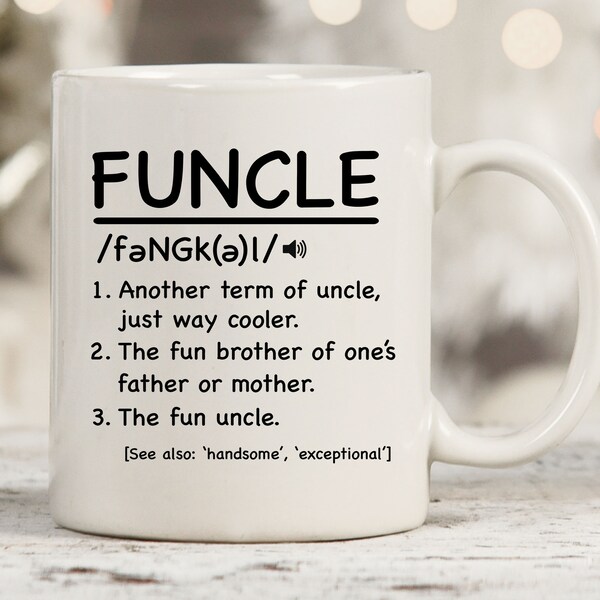 FUNCLE
/fəNGk(ə)l/
1. Another term of uncle,
just way cooler.
2. The fun brother of one's
father or mother.
3. The fun uncle.
[See also: 'handsome', 'exceptional']